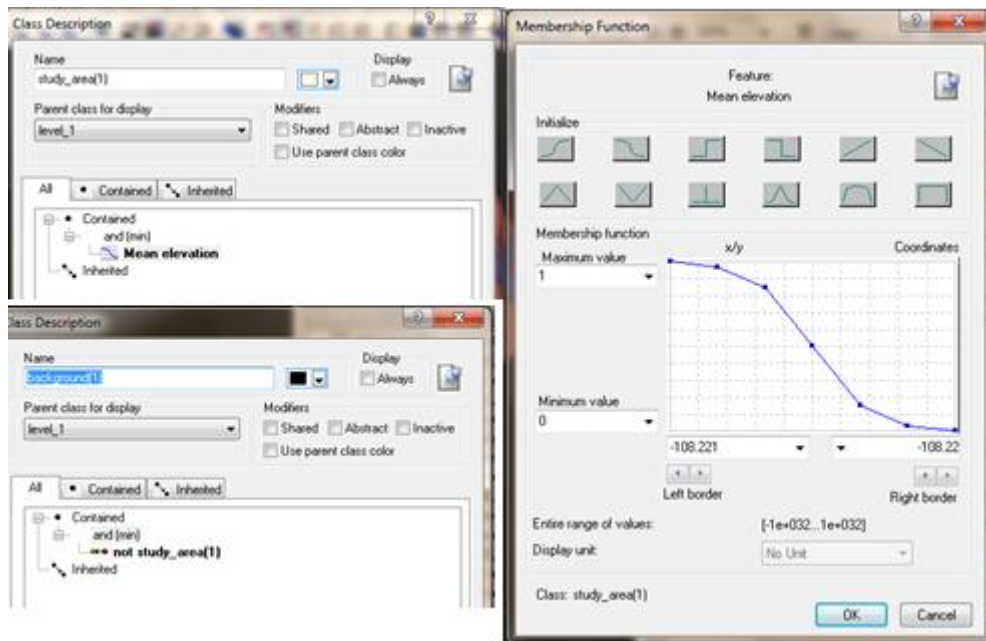 Class Description
Name
Display
study_area(1)
Always
Parent class for display
Modifiers
level_1
Shared
Abstract
Inactive
Use parent class color
All
Contained
Inherited
Contained
and (min)
Mean elevation
Inherited
Class Description
Name
Display
background(1)
Always
Parent class for display
Modifiers
level_1
Shared
Abstract
Inactive
Use parent class color
All
Contained
Inherited
Contained
and (min)
not study_area(1)
Inherited
Membership Function
Feature:
Mean elevation
Initialize
Membership function
x/y
Coordinates
Maximum value
1
Minimum value
0
-108.221
-108.22
Left border
Right border
Entire range of values:
[-1e+032...1e+032]
Display unit:
No Unit
Class: study_area(1)
OK
Cancel